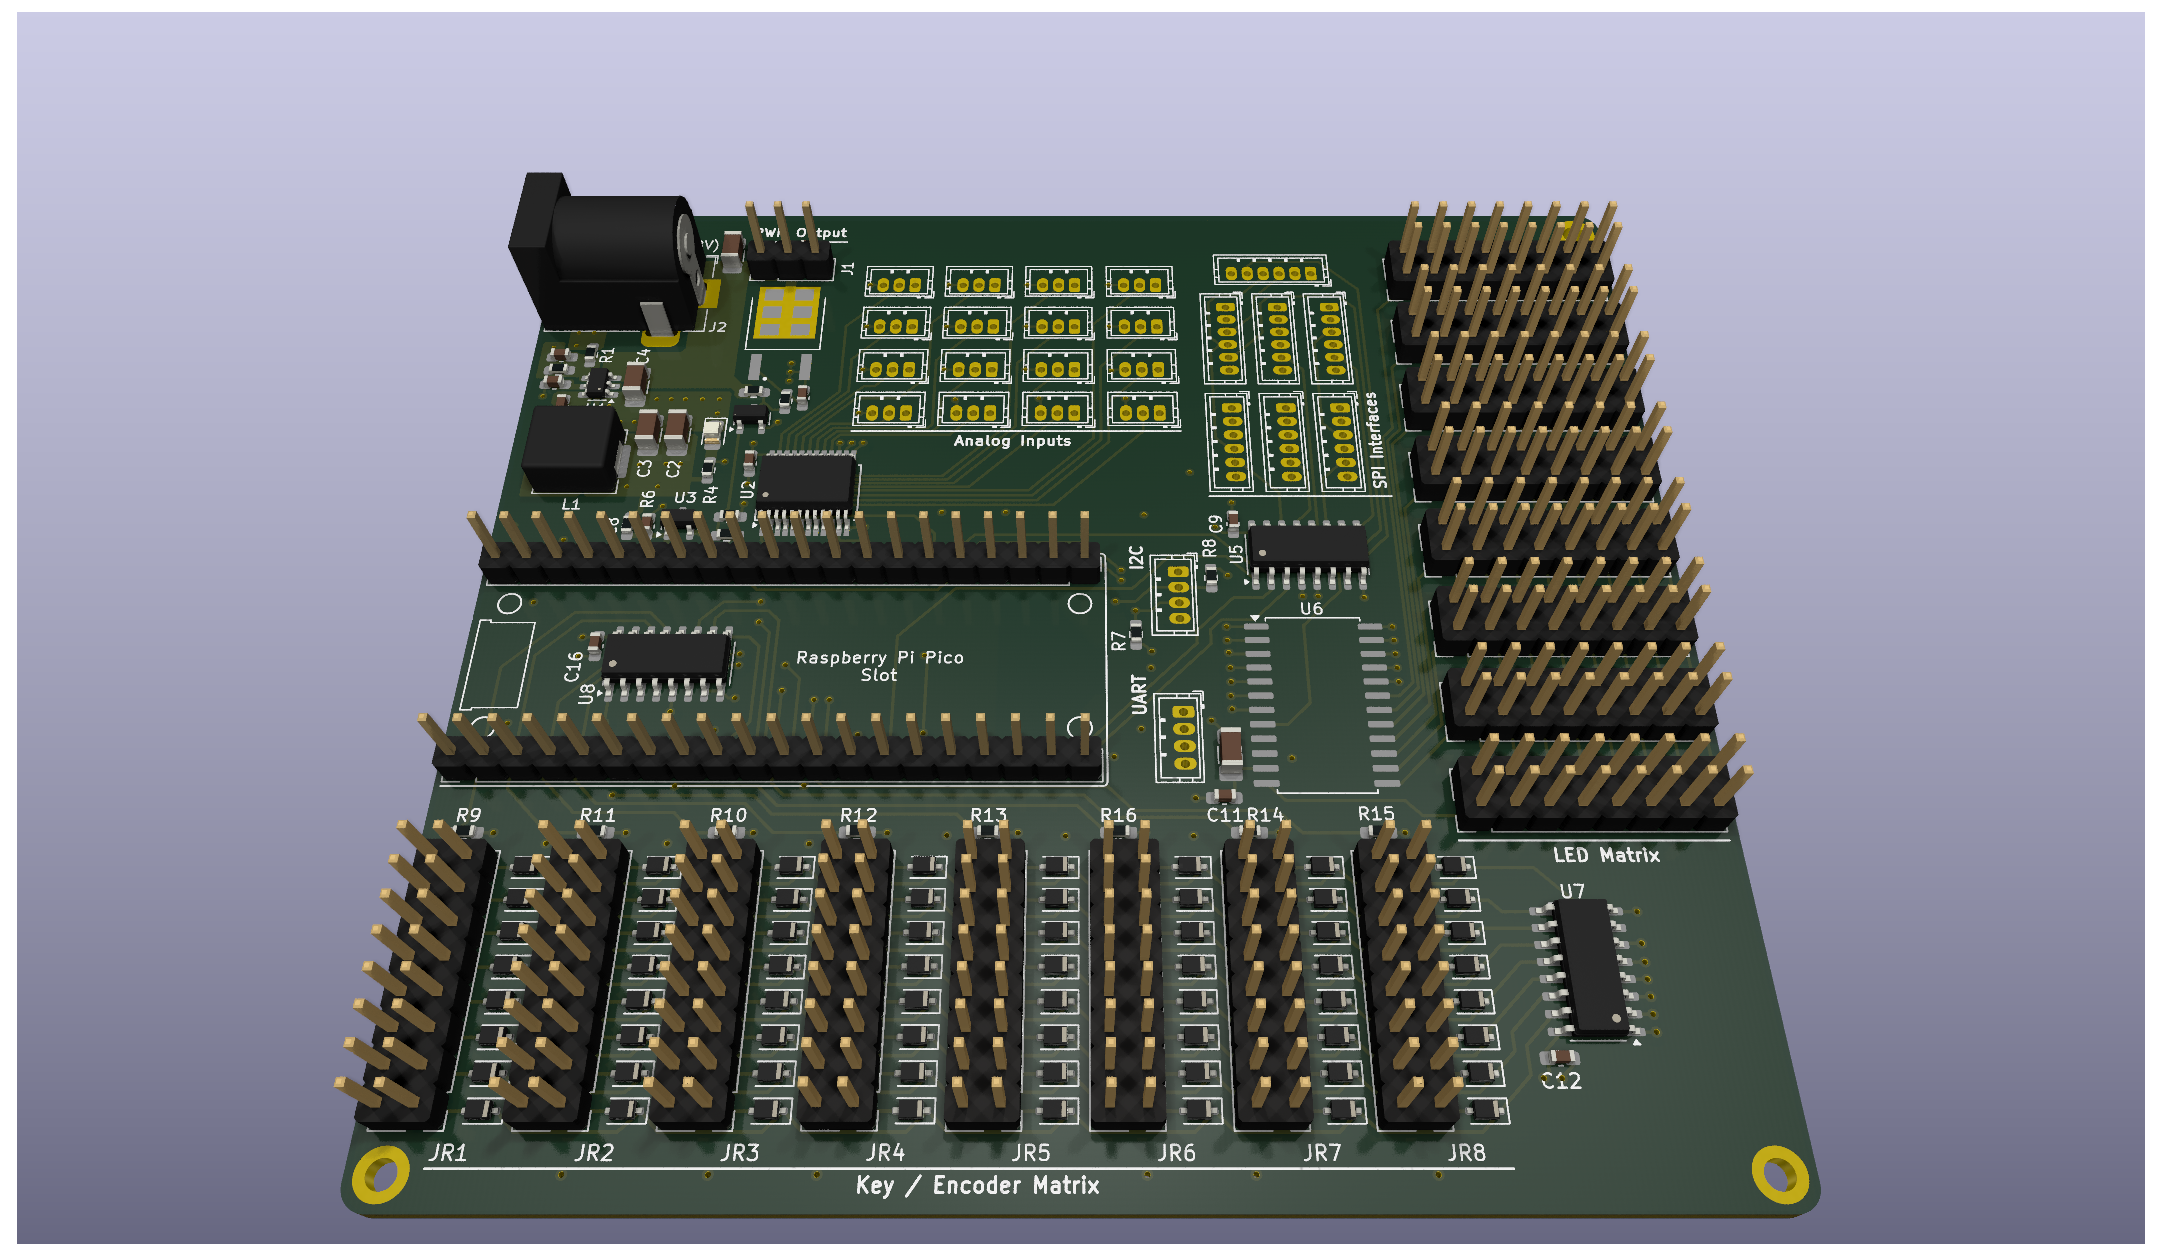 PWR Output
J1
J2
R1
C4
Analog Inputs
SPI Interfaces
C3
C2
L1
R6
U3
R4
U2
C9
R8
U5
I2C
U6
R7
C16
U8
Raspberry Pi Pico
Slot
UART
R9
R11
R10
R12
R13
R16
C11
R14
R15
LED Matrix
U7
C12
JR1
JR2
JR3
JR4
JR5
JR6
JR7
JR8
Key / Encoder Matrix